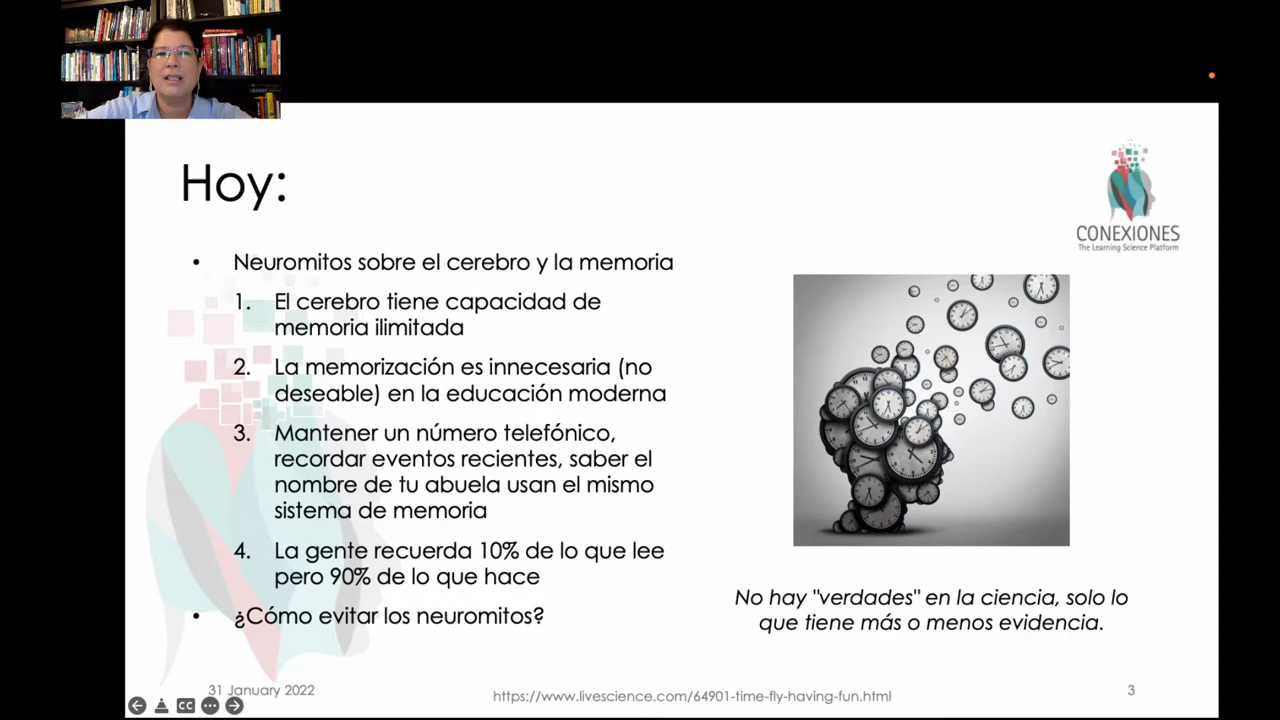 Hoy:
CONEXIONES
The Learning Science Platform
• Neuromitos sobre el cerebro y la memoria
1. El cerebro tiene capacidad de
memoria ilimitada
2. La memorización es innecesaria (no
deseable) en la educación moderna
3. Mantener un número telefónico,
recordar eventos recientes, saber el
nombre de tu abuela usan el mismo
sistema de memoria
4. La gente recuerda 10% de lo que lee
pero 90% de lo que hace
• ¿Cómo evitar los neuromitos?
No hay "verdades" en la ciencia, solo lo
que tiene más o menos evidencia.
31 January 2022
https://www.livescience.com/64901-time-fly-having-fun.html
3
CC